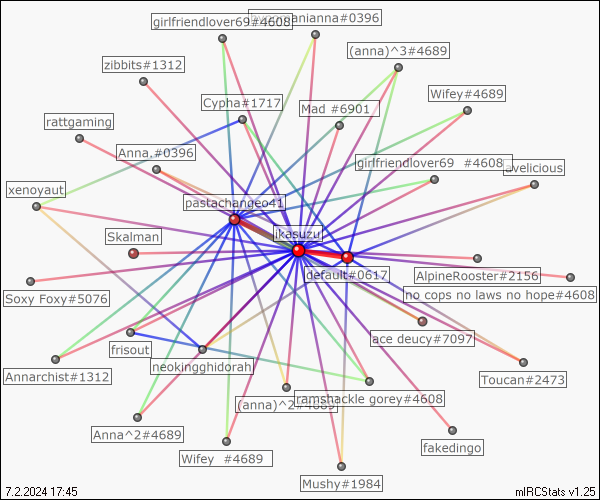 girlfriendlover69#4608
hypomanianna#0396
(anna)^3#4689
zibbits#1312
Wifey#4689
Cypha#1717
Mad #6901
rattgaming
Anna.#0396
girlfriendlover69 #4608
avelicious
xenoyaut
pastachangeo41
ikasuzu
Skalman
default#0617
AlpineRooster#2156
no cops no laws no hope#4608
Soxy Foxy#5076
ace deucy#7097
frisout
neokingghidorah
Annarchist#1312
Toucan#2473
ramshackle gorey#4608
(anna)^2#4689
Anna^2#4689
fakedingo
Wifey #4689
Mushy#1984
7.2.2024 17:45
mIRCStats v1.25